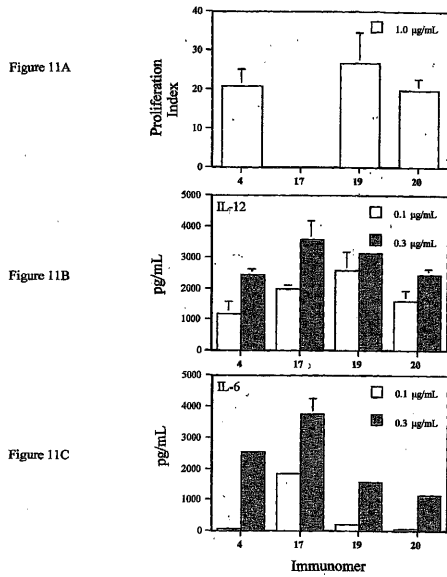 Figure 11A
Proliferation
Index
40
30
20
10
0
1.0 µg/mL
4 17 19 20
Figure 11B
pg/mL
5000
4000
3000
2000
1000
0
IL-12
0.1 µg/mL
0.3 µg/mL
4 17 19 20
Figure 11C
pg/mL
5000
4000
3000
2000
1000
0
IL-6
0.1 µg/mL
0.3 µg/mL
4 17 19 20
Immunomer